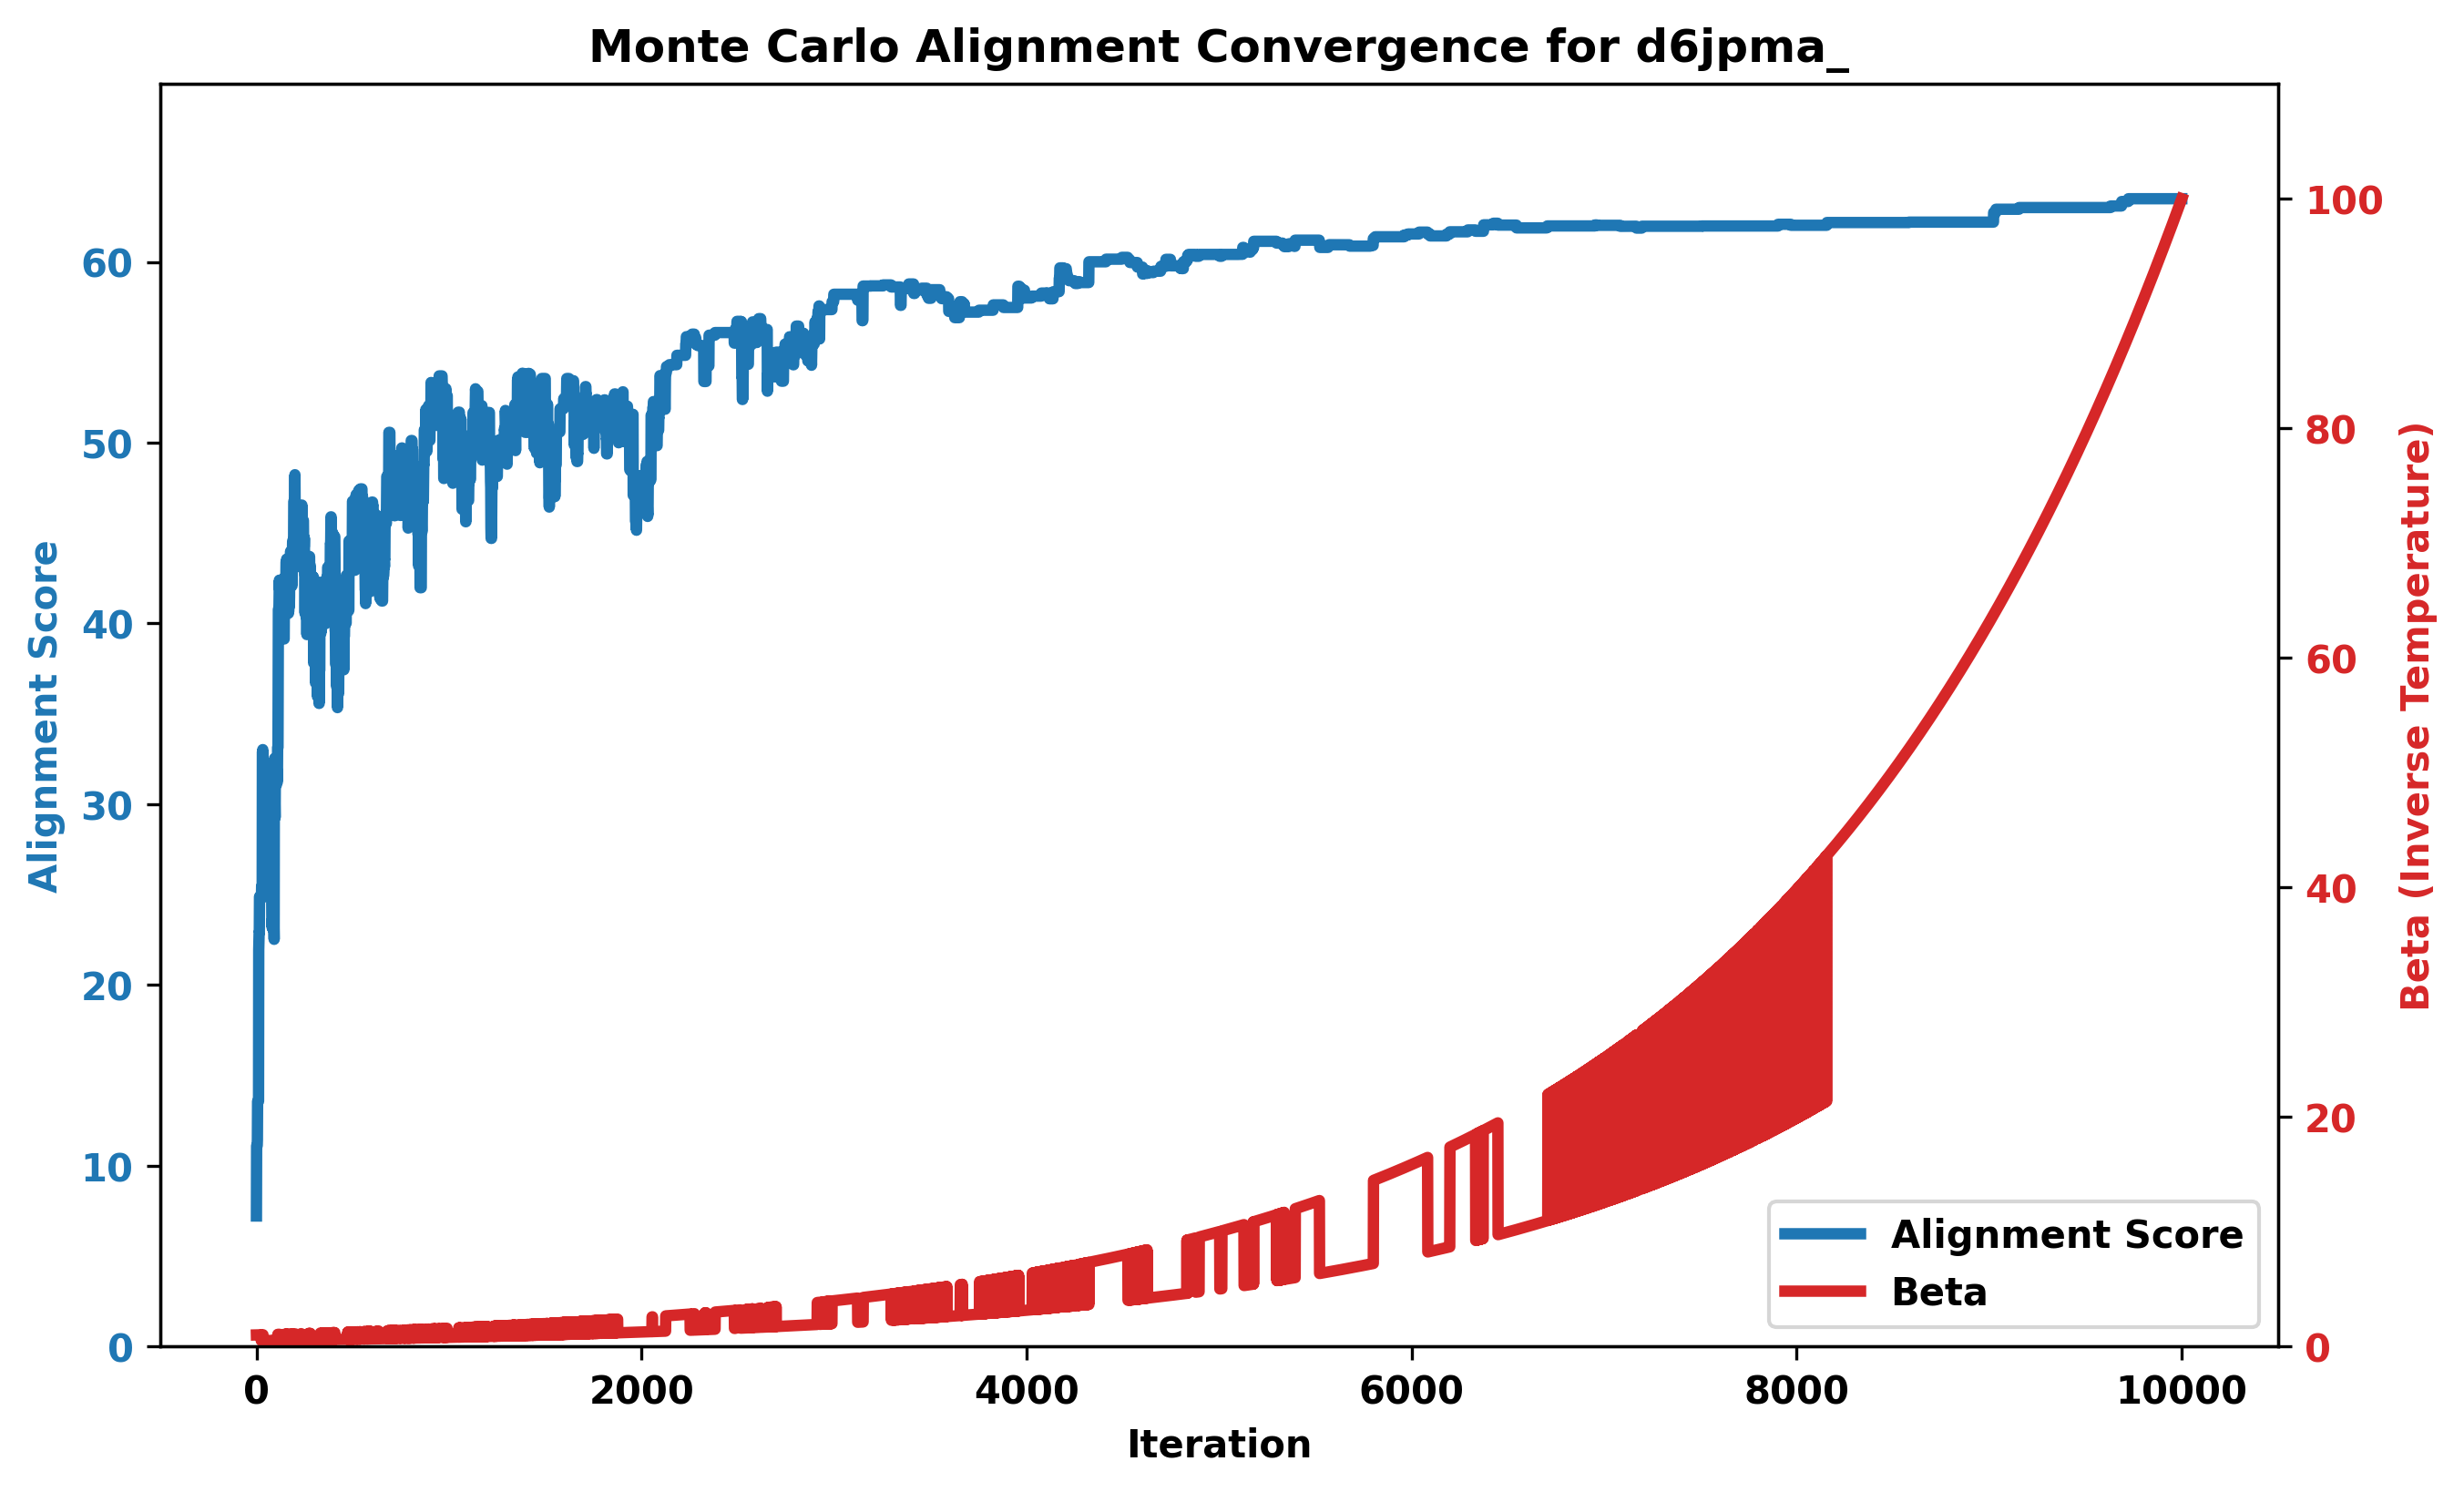 Monte Carlo Alignment Convergence for d6jpma_
Alignment Score
60
50
40
30
20
10
0
100
80
60
40
20
0
Beta (Inverse Temperature)
Alignment Score
Beta
0 2000 4000 6000 8000 10000
Iteration